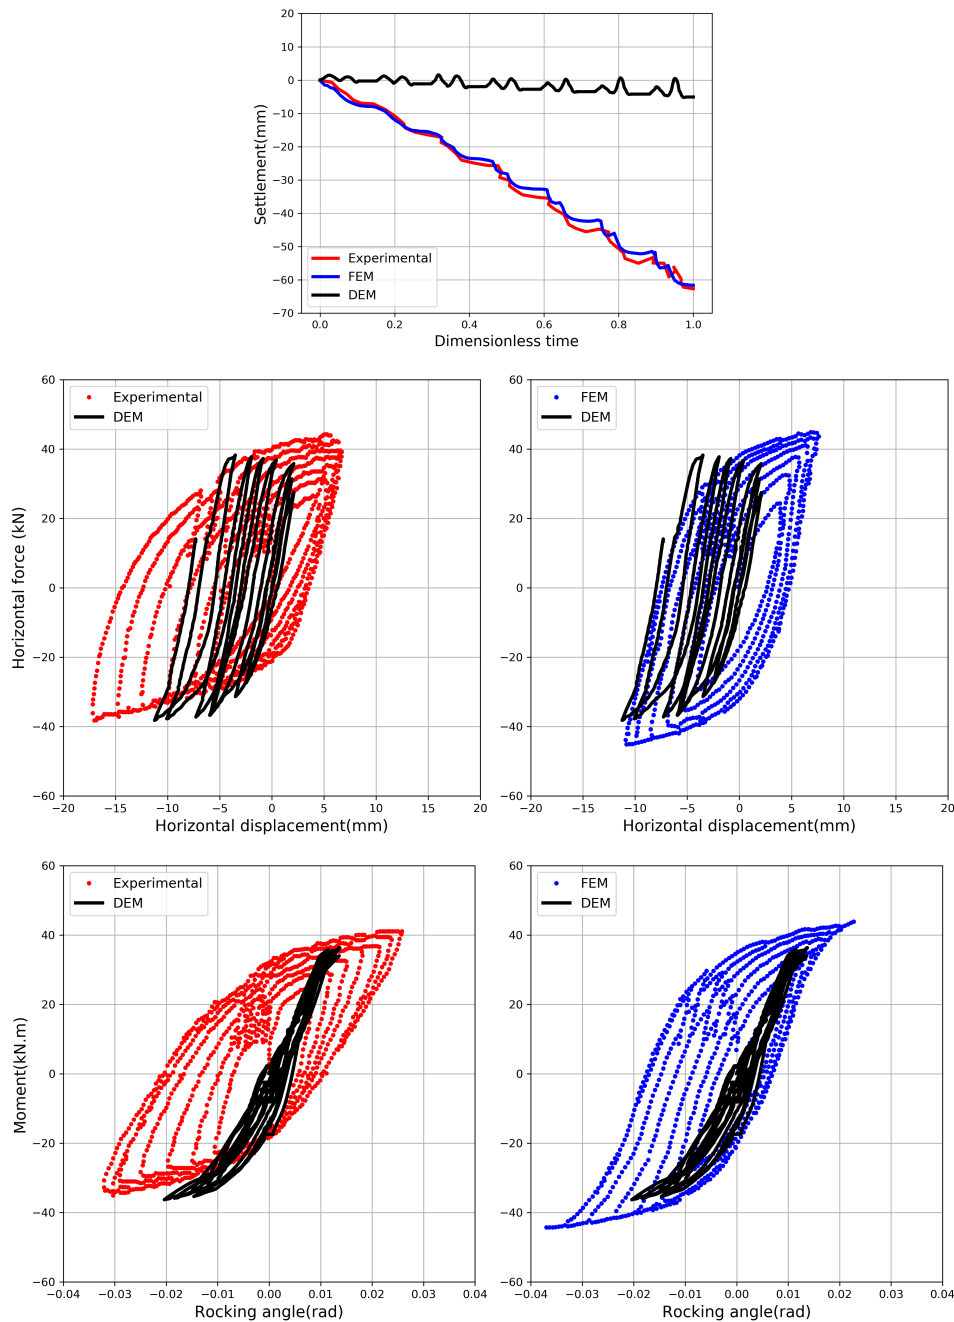 20
10
0
−10
−20
−30
−40
−50
−60
−70
Settlement(mm)
Experimental
FEM
DEM
0.0 0.2 0.4 0.6 0.8 1.0
Dimensionless time
60
40
20
0
−20
−40
−60
Horizontal force (kN)
Experimental
DEM
−20 −15 −10 −5 0 5 10 15 20
Horizontal displacement(mm)
60
40
20
0
−20
−40
−60
FEM
DEM
−20 −15 −10 −5 0 5 10 15 20
Horizontal displacement(mm)
60
40
20
0
−20
−40
−60
Moment(kN.m)
Experimental
DEM
−0.04 −0.03 −0.02 −0.01 0.00 0.01 0.02 0.03 0.04
Rocking angle(rad)
60
40
20
0
−20
−40
−60
FEM
DEM
−0.04 −0.03 −0.02 −0.01 0.00 0.01 0.02 0.03 0.04
Rocking angle(rad)